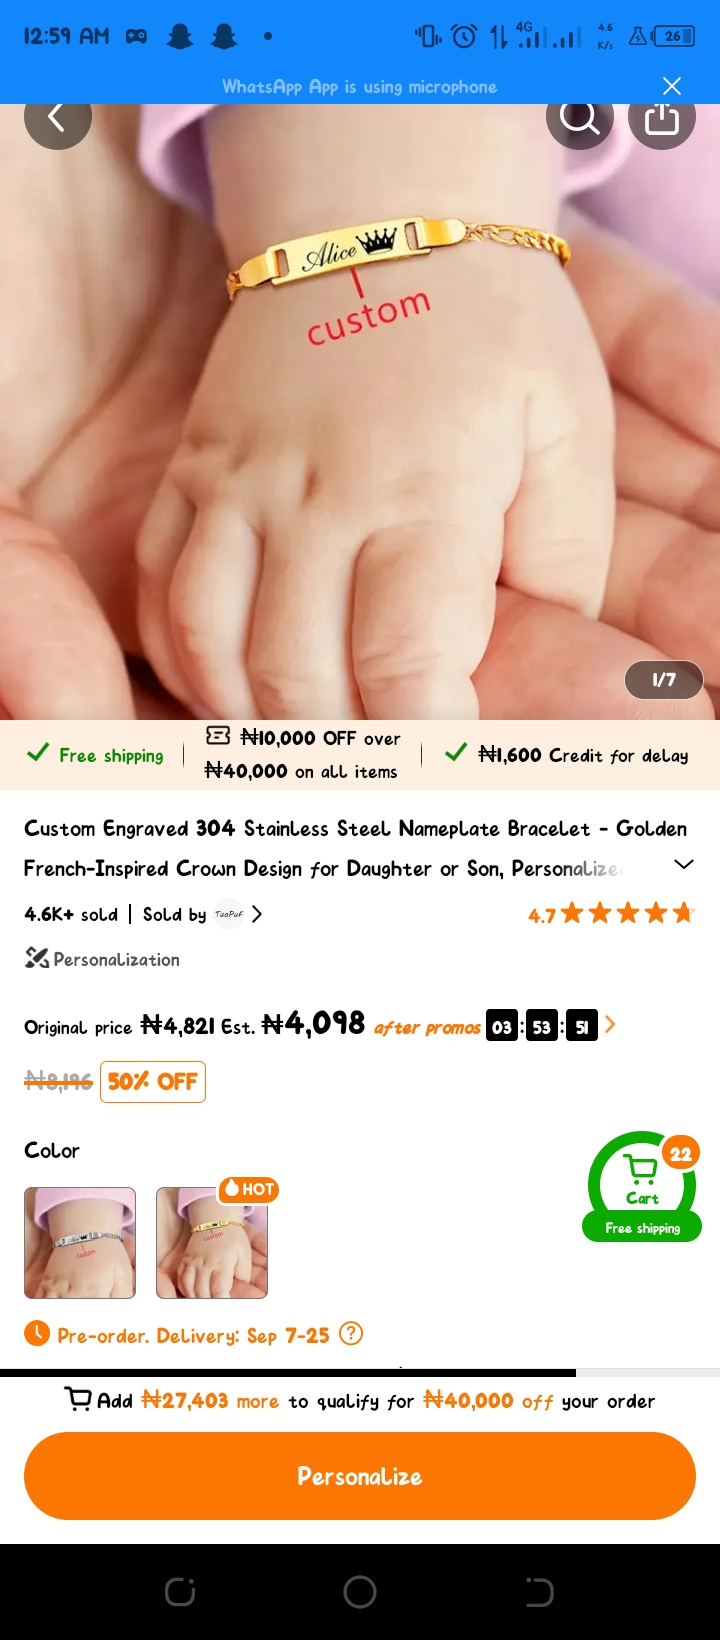 12:59 AM
4G
4.6
K/s
26
WhatsApp App is using microphone
Alice
custom
1/7
Free shipping
₦10,000 OFF over
₦40,000 on all items
₦1,600 Credit for delay
Custom Engraved 304 Stainless Steel Nameplate Bracelet - Golden
French-Inspired Crown Design for Daughter or Son, Personalize
4.6K+ sold | Sold by TuoPuF
4.7
Personalization
Original price ₦4,821 Est. ₦4,098 after promos 03:53:51
₦8,196 50% OFF
Color
22
Cart
Free shipping
HOT
custom
custom
Pre-order. Delivery: Sep 7-25
Add ₦27,403 more to qualify for ₦40,000 off your order
Personalize